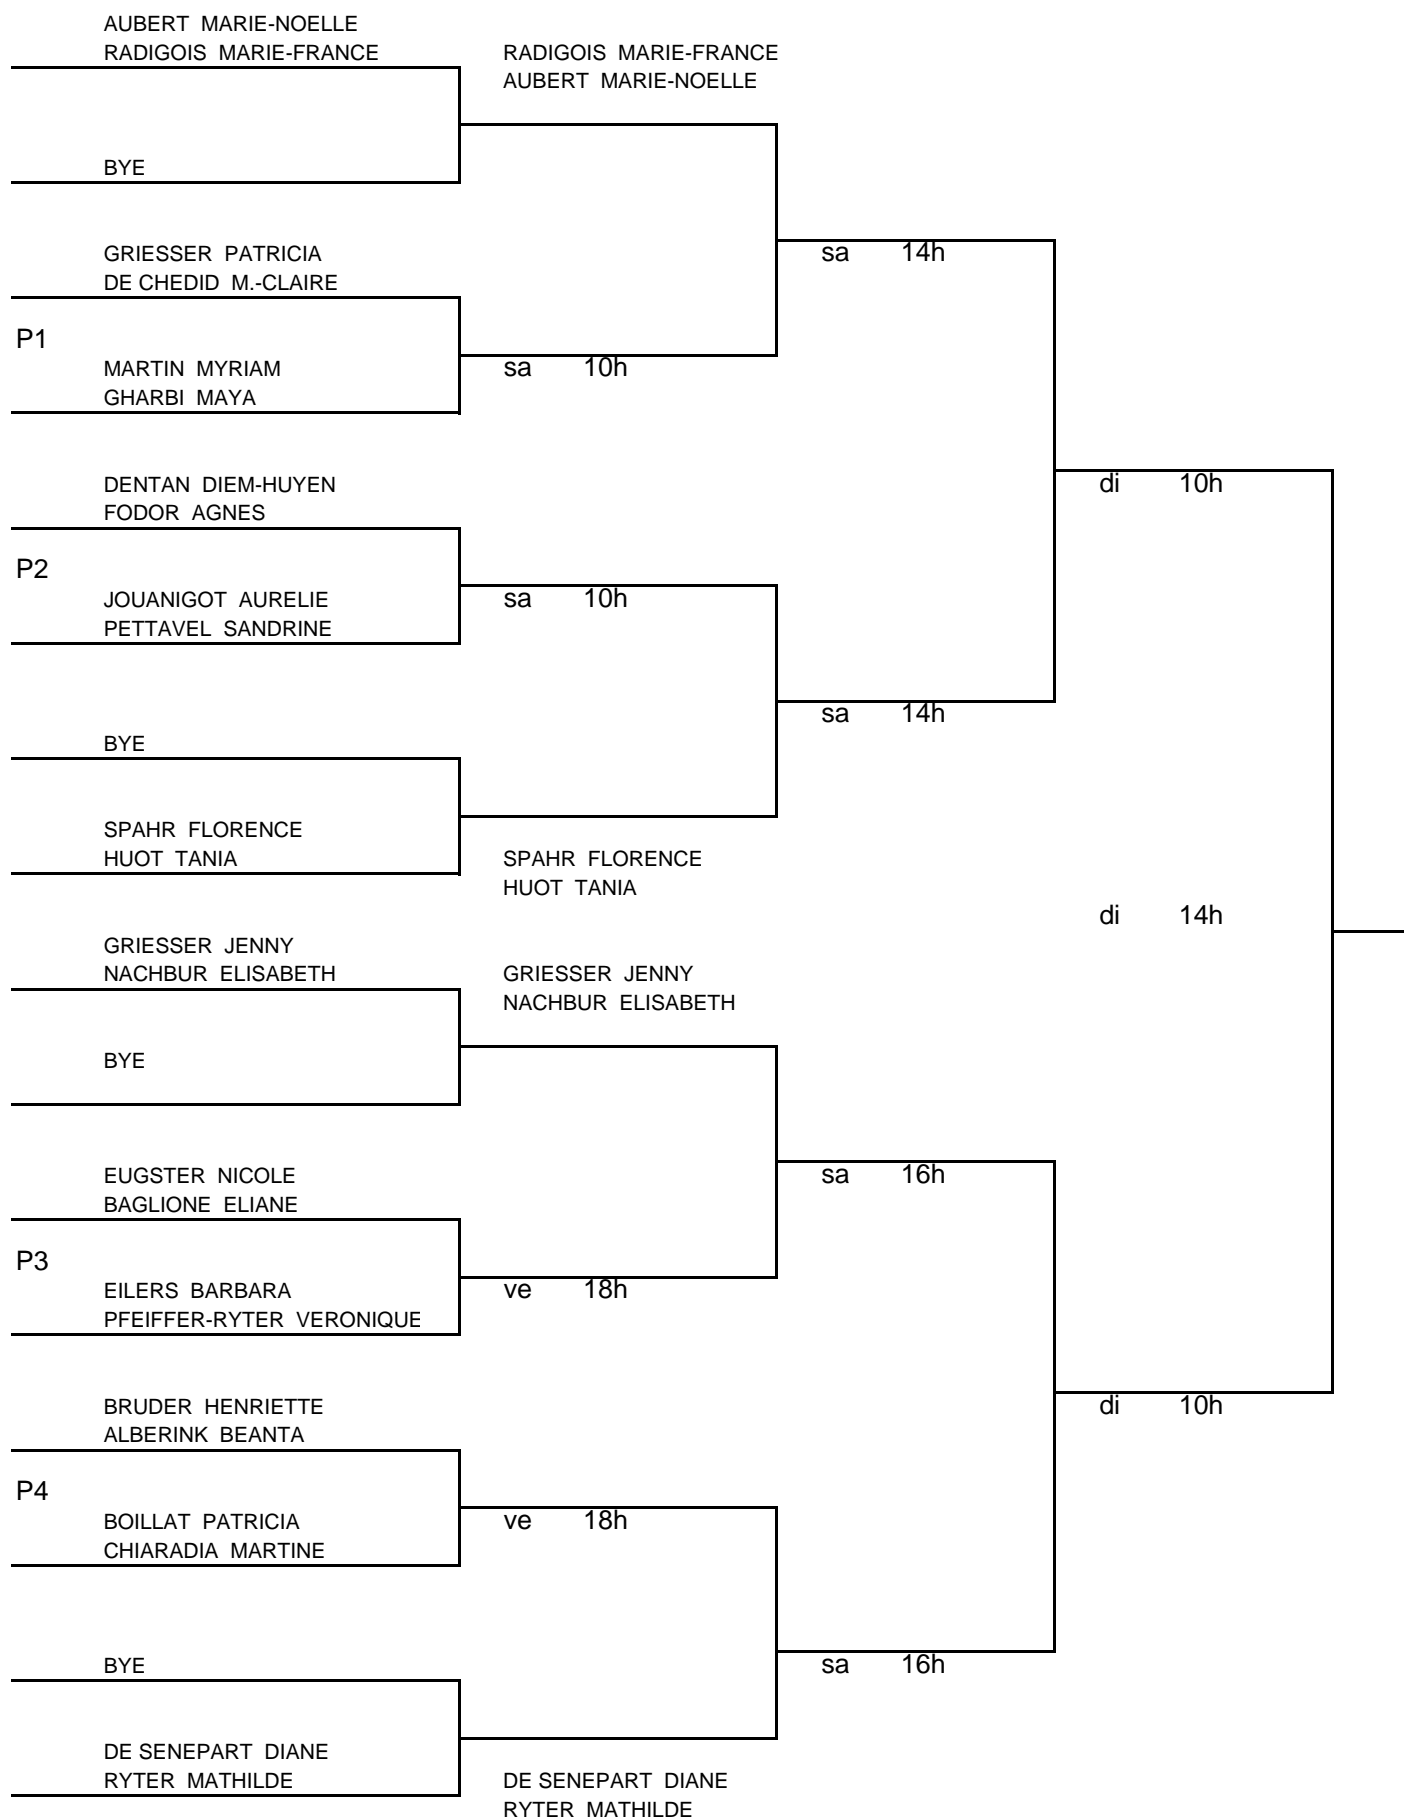 AUBERT MARIE-NOELLE
RADIGOIS MARIE-FRANCE
RADIGOIS MARIE-FRANCE
AUBERT MARIE-NOELLE
BYE
GRIESSER PATRICIA
DE CHEDID M.-CLAIRE
sa 14h
P1
MARTIN MYRIAM
GHARBI MAYA
sa 10h
DENTAN DIEM-HUYEN
FODOR AGNES
di 10h
P2
JOUANIGOT AURELIE
PETTAVEL SANDRINE
sa 10h
sa 14h
BYE
SPAHR FLORENCE
HUOT TANIA
SPAHR FLORENCE
HUOT TANIA
di 14h
GRIESSER JENNY
NACHBUR ELISABETH
GRIESSER JENNY
NACHBUR ELISABETH
BYE
EUGSTER NICOLE
BAGLIONE ELIANE
sa 16h
P3
EILERS BARBARA
PFEIFFER-RYTER VERONIQUE
ve 18h
BRUDER HENRIETTE
ALBERINK BEANTA
di 10h
P4
BOILLAT PATRICIA
CHIARADIA MARTINE
ve 18h
BYE
sa 16h
DE SENEPART DIANE
RYTER MATHILDE
DE SENEPART DIANE
RYTER MATHILDE